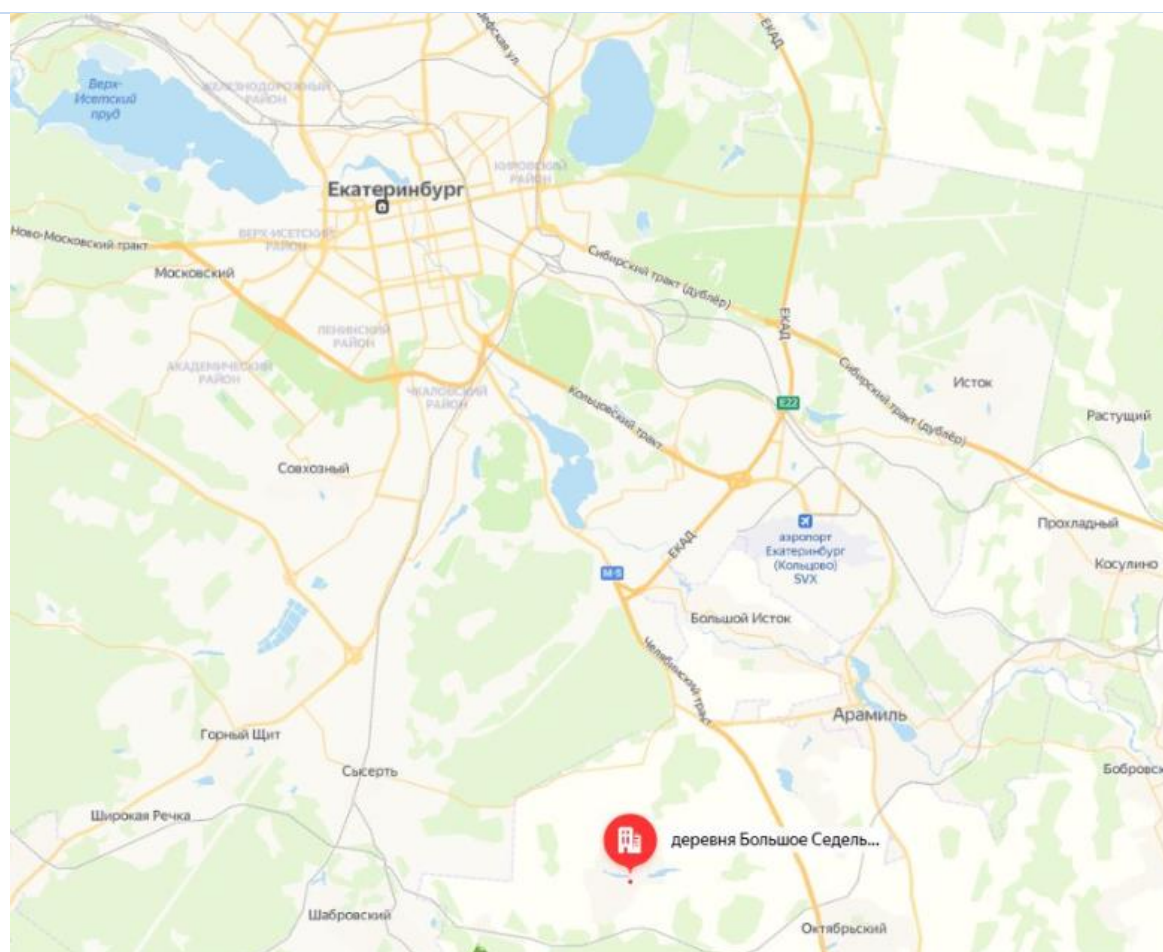 ЕКАД
Верх-
Исетский
пруд
ЖЕЛЕЗНОДОРОЖНЫЙ
РАЙОН
КИРОВСКИЙ
РАЙОН
Екатеринбург
Ново-Московский тракт
ВЕРХ-ИСЕТСКИЙ
РАЙОН
Московский
Сибирский тракт (дублёр)
ЕКАД
ЛЕНИНСКИЙ
РАЙОН
АКАДЕМИЧЕСКИЙ
РАЙОН
ЧКАЛОВСКИЙ
РАЙОН
Кольцовский тракт
E22
Сибирский тракт (дублёр)
Исток
Растущий
Совхозный
аэропорт
Екатеринбург
(Кольцово)
SVX
Прохладный
Косулино
ЕКАД
М-5
Большой Исток
Челябинский тракт
Арамиль
Горный Щит
Сысерть
Бобровск
Широкая Речка
деревня Большое Седель...
Шабровский
Октябрьский